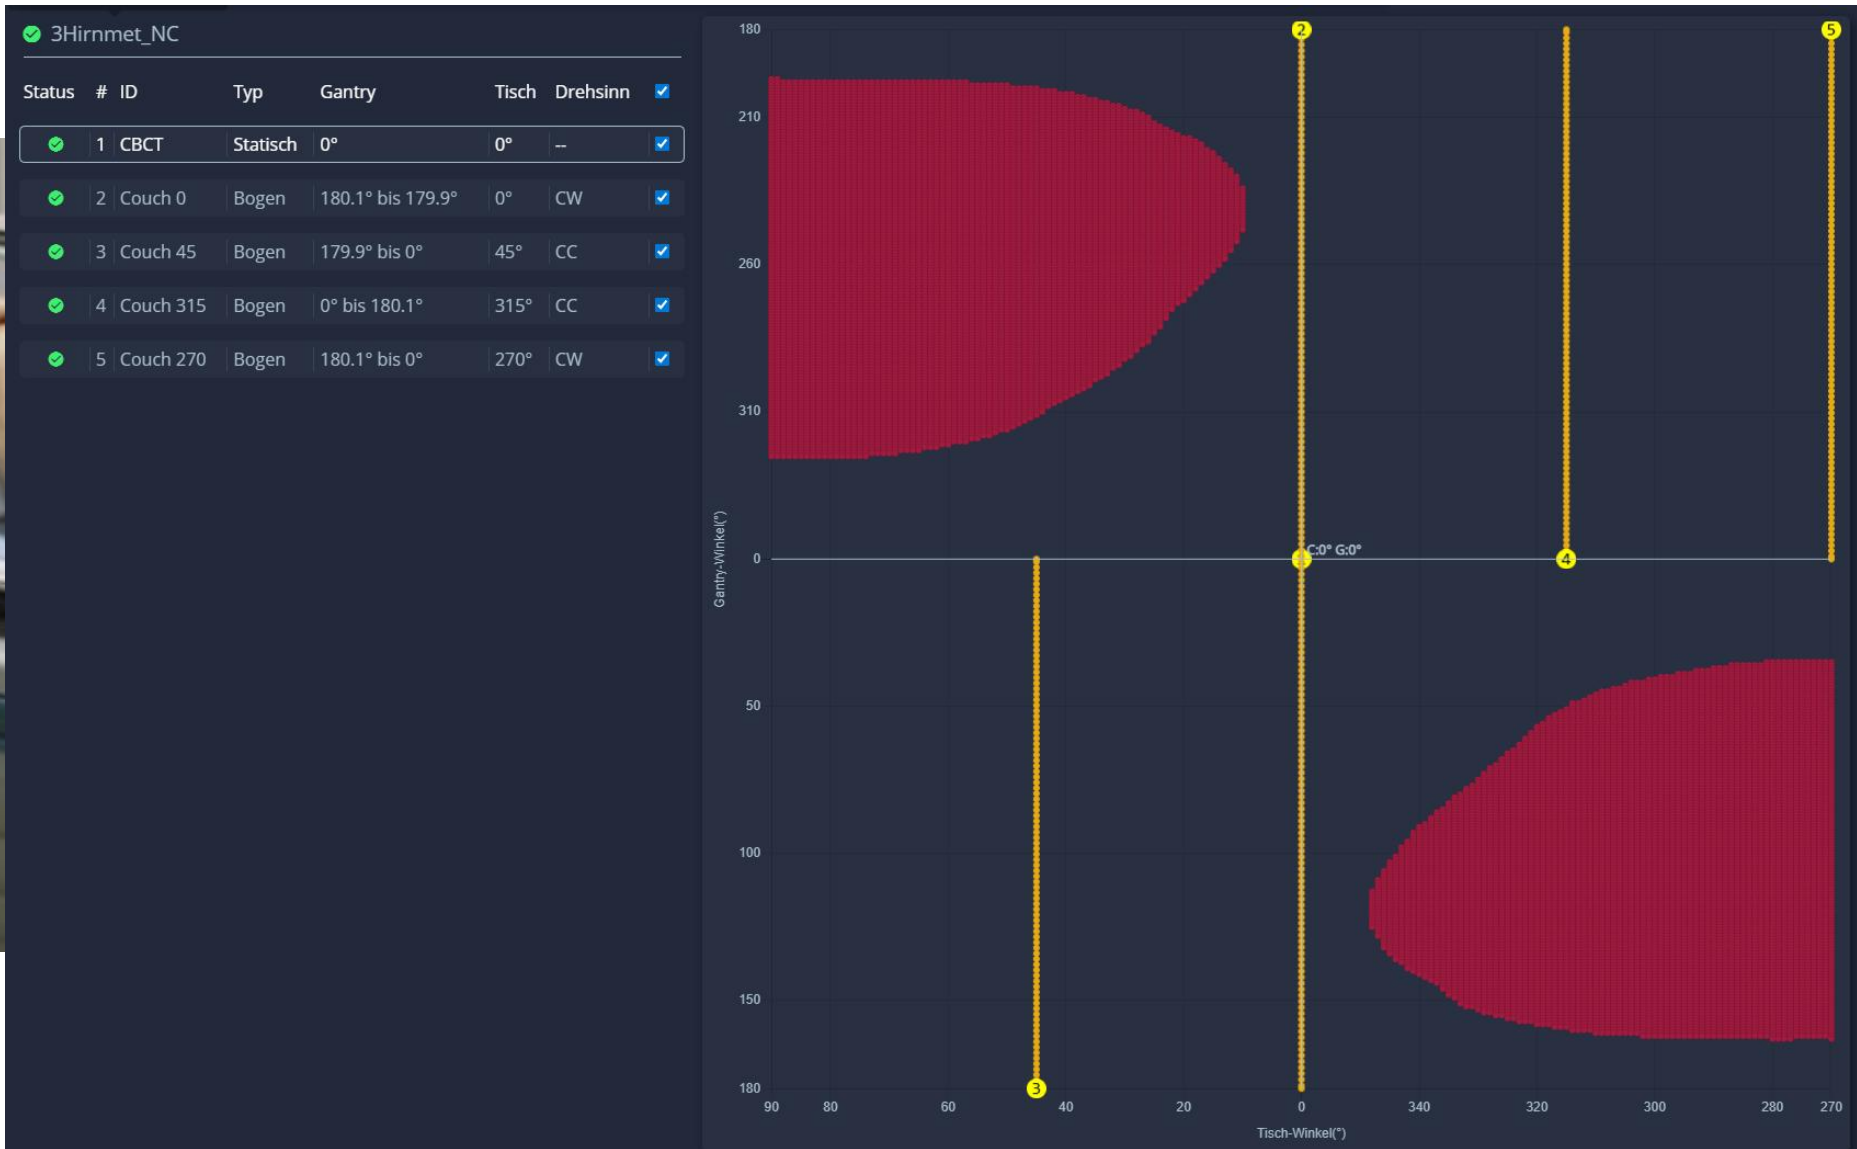 3Hirnmet_NC
Status # ID Typ Gantry Tisch Drehsinn
1 CBCT Statisch 0° 0° --
2 Couch 0 Bogen 180.1° bis 179.9° 0° CW
3 Couch 45 Bogen 179.9° bis 0° 45° CC
4 Couch 315 Bogen 0° bis 180.1° 315° CC
5 Couch 270 Bogen 180.1° bis 0° 270° CW
180
2
5
210
260
310
0
C:0° G:0°
4
Gantry-Winkel(°)
50
100
150
180
3
90 80 60 40 20 0 340 320 300 280 270
Tisch-Winkel(°)